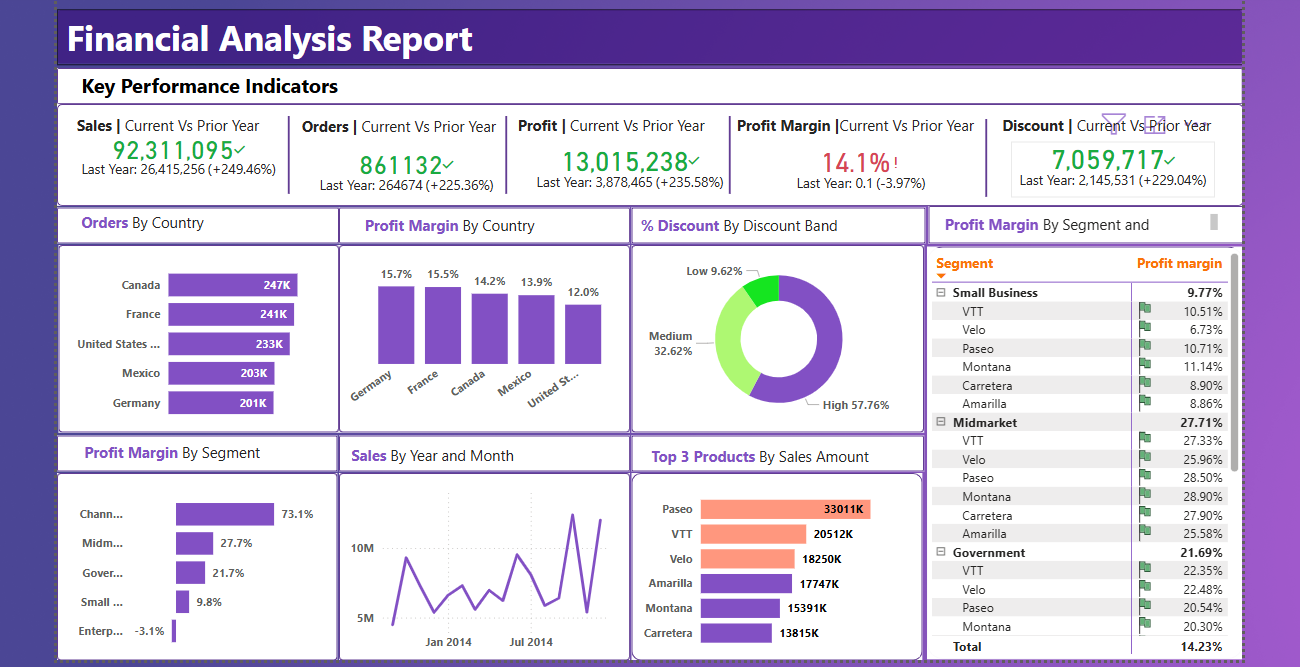 Financial Analysis Report
Key Performance Indicators
Sales | Current Vs Prior Year
92,311,095✓
Last Year: 26,415,256 (+249.46%)
Orders | Current Vs Prior Year
861132✓
Last Year: 264674 (+225.36%)
Profit | Current Vs Prior Year
13,015,238✓
Last Year: 3,878,465 (+235.58%)
Profit Margin |Current Vs Prior Year
14.1%!
Last Year: 0.1 (-3.97%)
Discount | Current Vs Prior Year
7,059,717✓
Last Year: 2,145,531 (+229.04%)
Orders By Country
Canada 247K
France 241K
United States ... 233K
Mexico 203K
Germany 201K
Profit Margin By Country
15.7% 15.5% 14.2% 13.9% 12.0%
Germany France Canada Mexico United St...
% Discount By Discount Band
Low 9.62%
Medium
32.62%
High 57.76%
Profit Margin By Segment and
Segment Profit margin
Small Business 9.77%
VTT 10.51%
Velo 6.73%
Paseo 10.71%
Montana 11.14%
Carretera 8.90%
Amarilla 8.86%
Midmarket 27.71%
VTT 27.33%
Velo 25.96%
Paseo 28.50%
Montana 28.90%
Carretera 27.90%
Amarilla 25.58%
Government 21.69%
VTT 22.35%
Velo 22.48%
Paseo 20.54%
Montana 20.30%
Total 14.23%
Profit Margin By Segment
Chann... 73.1%
Midm... 27.7%
Gover... 21.7%
Small ... 9.8%
Enterp... -3.1%
Sales By Year and Month
10M
5M
Jan 2014 Jul 2014
Top 3 Products By Sales Amount
Paseo 33011K
VTT 20512K
Velo 18250K
Amarilla 17747K
Montana 15391K
Carretera 13815K